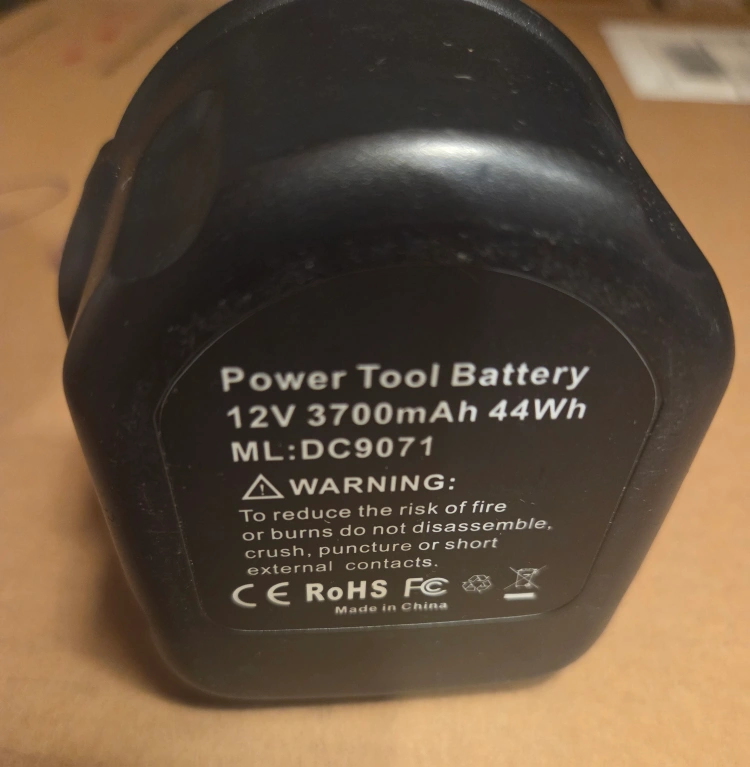 Power Tool Battery
12V 3700mAh 44Wh
ML:DC9071
WARNING:
To reduce the risk of fire
or burns do not disassemble,
crush, puncture or short
external contacts.
CE RoHS FC
Made in China